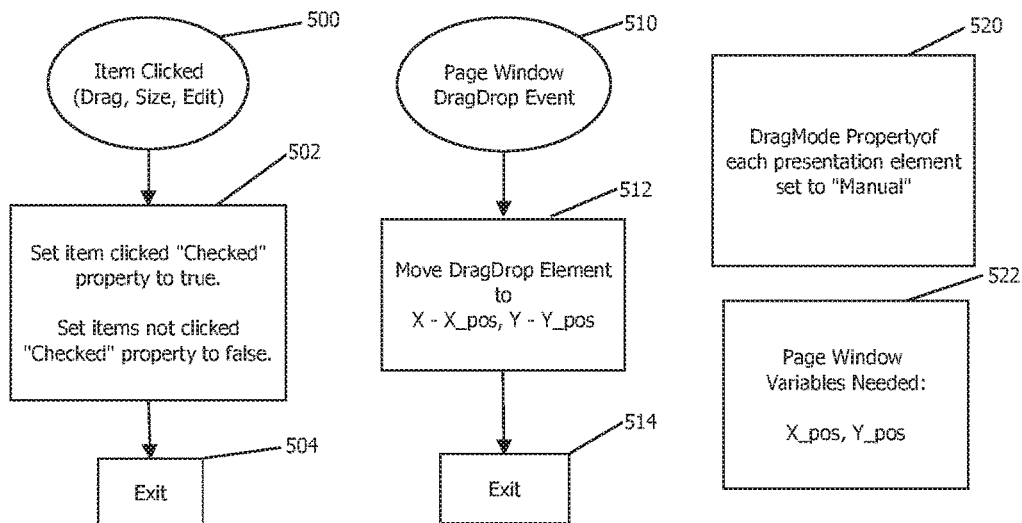 500
Item Clicked
(Drag, Size, Edit)
502
Set item clicked "Checked"
property to true.
Set items not clicked
"Checked" property to false.
504
Exit
510
Page Window
DragDrop Event
512
Move DragDrop Element
to
X - X_pos, Y - Y_pos
514
Exit
520
DragMode Propertyof
each presentation element
set to "Manual"
522
Page Window
Variables Needed:
X_pos, Y_pos